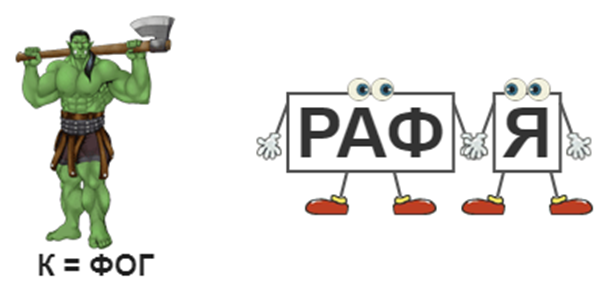 К = ФОГ
РАФ Я